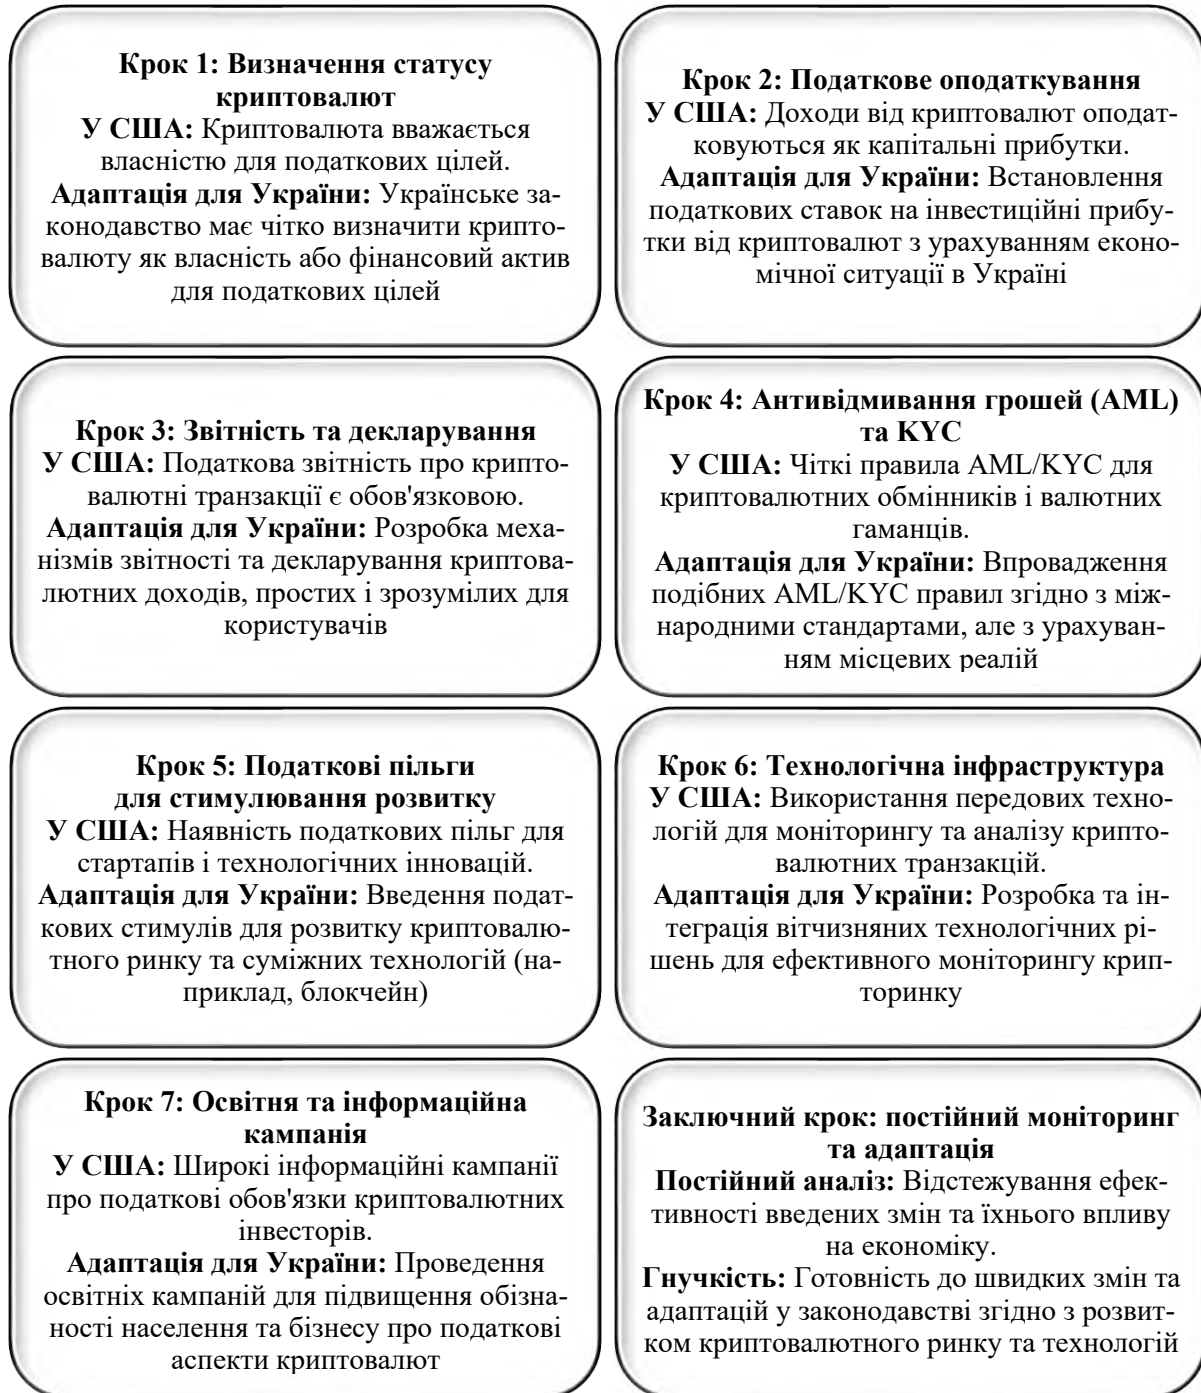 Крок 1: Визначення статусу
криптовалют
У США: Криптовалюта вважається
власністю для податкових цілей.
Адаптація для України: Українське за-
конодавство має чітко визначити крипто-
валюту як власність або фінансовий актив
для податкових цілей
Крок 2: Податкове оподаткування
У США: Доходи від криптовалют оподат-
ковуються як капітальні прибутки.
Адаптація для України: Встановлення
податкових ставок на інвестиційні прибу-
тки від криптовалют з урахуванням еконо-
мічної ситуації в Україні
Крок 3: Звітність та декларування
У США: Податкова звітність про крипто-
валютні транзакції є обов'язковою.
Адаптація для України: Розробка меха-
нізмів звітності та декларування криптова-
лютних доходів, простих і зрозумілих для
користувачів
Крок 4: Антивідмивання грошей (AML)
та KYC
У США: Чіткі правила AML/KYC для
криптовалютних обмінників і валютних
гаманців.
Адаптація для України: Впровадження
подібних AML/KYC правил згідно з між-
народними стандартами, але з урахуван-
ням місцевих реалій
Крок 5: Податкові пільги
для стимулювання розвитку
У США: Наявність податкових пільг для
стартапів і технологічних інновацій.
Адаптація для України: Введення подат-
кових стимулів для розвитку криптовалю-
тного ринку та суміжних технологій (на-
приклад, блокчейн)
Крок 6: Технологічна інфраструктура
У США: Використання передових техно-
логій для моніторингу та аналізу крипто-
валютних транзакцій.
Адаптація для України: Розробка та ін-
теграція вітчизняних технологічних рі-
шень для ефективного моніторингу крип-
торинку
Крок 7: Освітня та інформаційна
кампанія
У США: Широкі інформаційні кампанії
про податкові обов'язки криптовалютних
інвесторів.
Адаптація для України: Проведення
освітніх кампаній для підвищення обізна-
ності населення та бізнесу про податкові
аспекти криптовалют
Заключний крок: постійний моніторинг
та адаптація
Постійний аналіз: Відстежування ефек-
тивності введених змін та їхнього впливу
на економіку.
Гнучкість: Готовність до швидких змін та
адаптацій у законодавстві згідно з розвит-
ком криптовалютного ринку та технологій